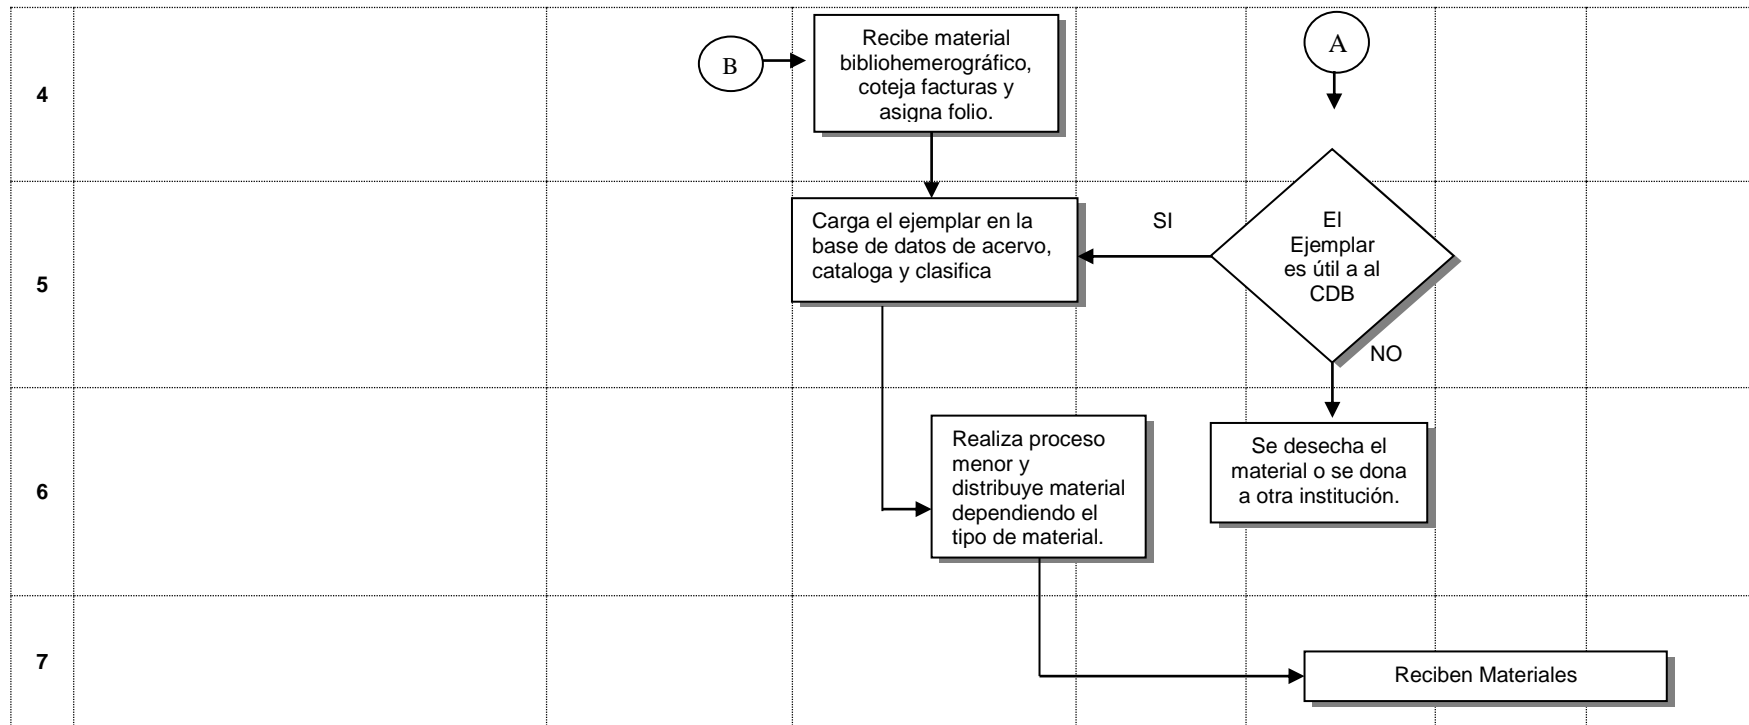 4
B
Recibe material
bibliohemerográfico,
coteja facturas y
asigna folio.
A
5
Carga el ejemplar en la
base de datos de acervo,
cataloga y clasifica
SI
El
Ejemplar
es útil a al
CDB
NO
6
Realiza proceso
menor y
distribuye material
dependiendo el
tipo de material.
Se desecha el
material o se dona
a otra institución.
7
Reciben Materiales